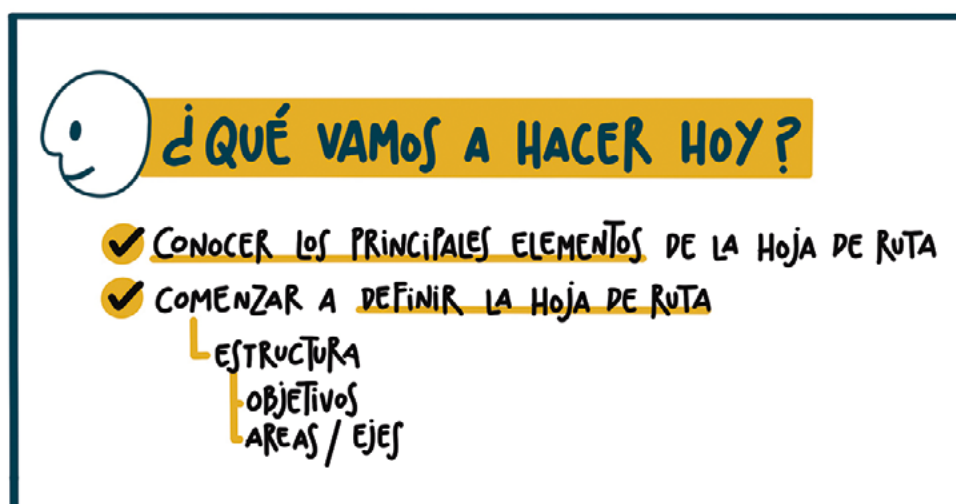 ¿QUÉ VAMOS A HACER HOY?
CONOCER LOS PRINCIPALES ELEMENTOS DE LA HOJA DE RUTA
COMENZAR A DEFINIR LA HOJA DE RUTA
ESTRUCTURA
OBJETIVOS
AREAS / EJES